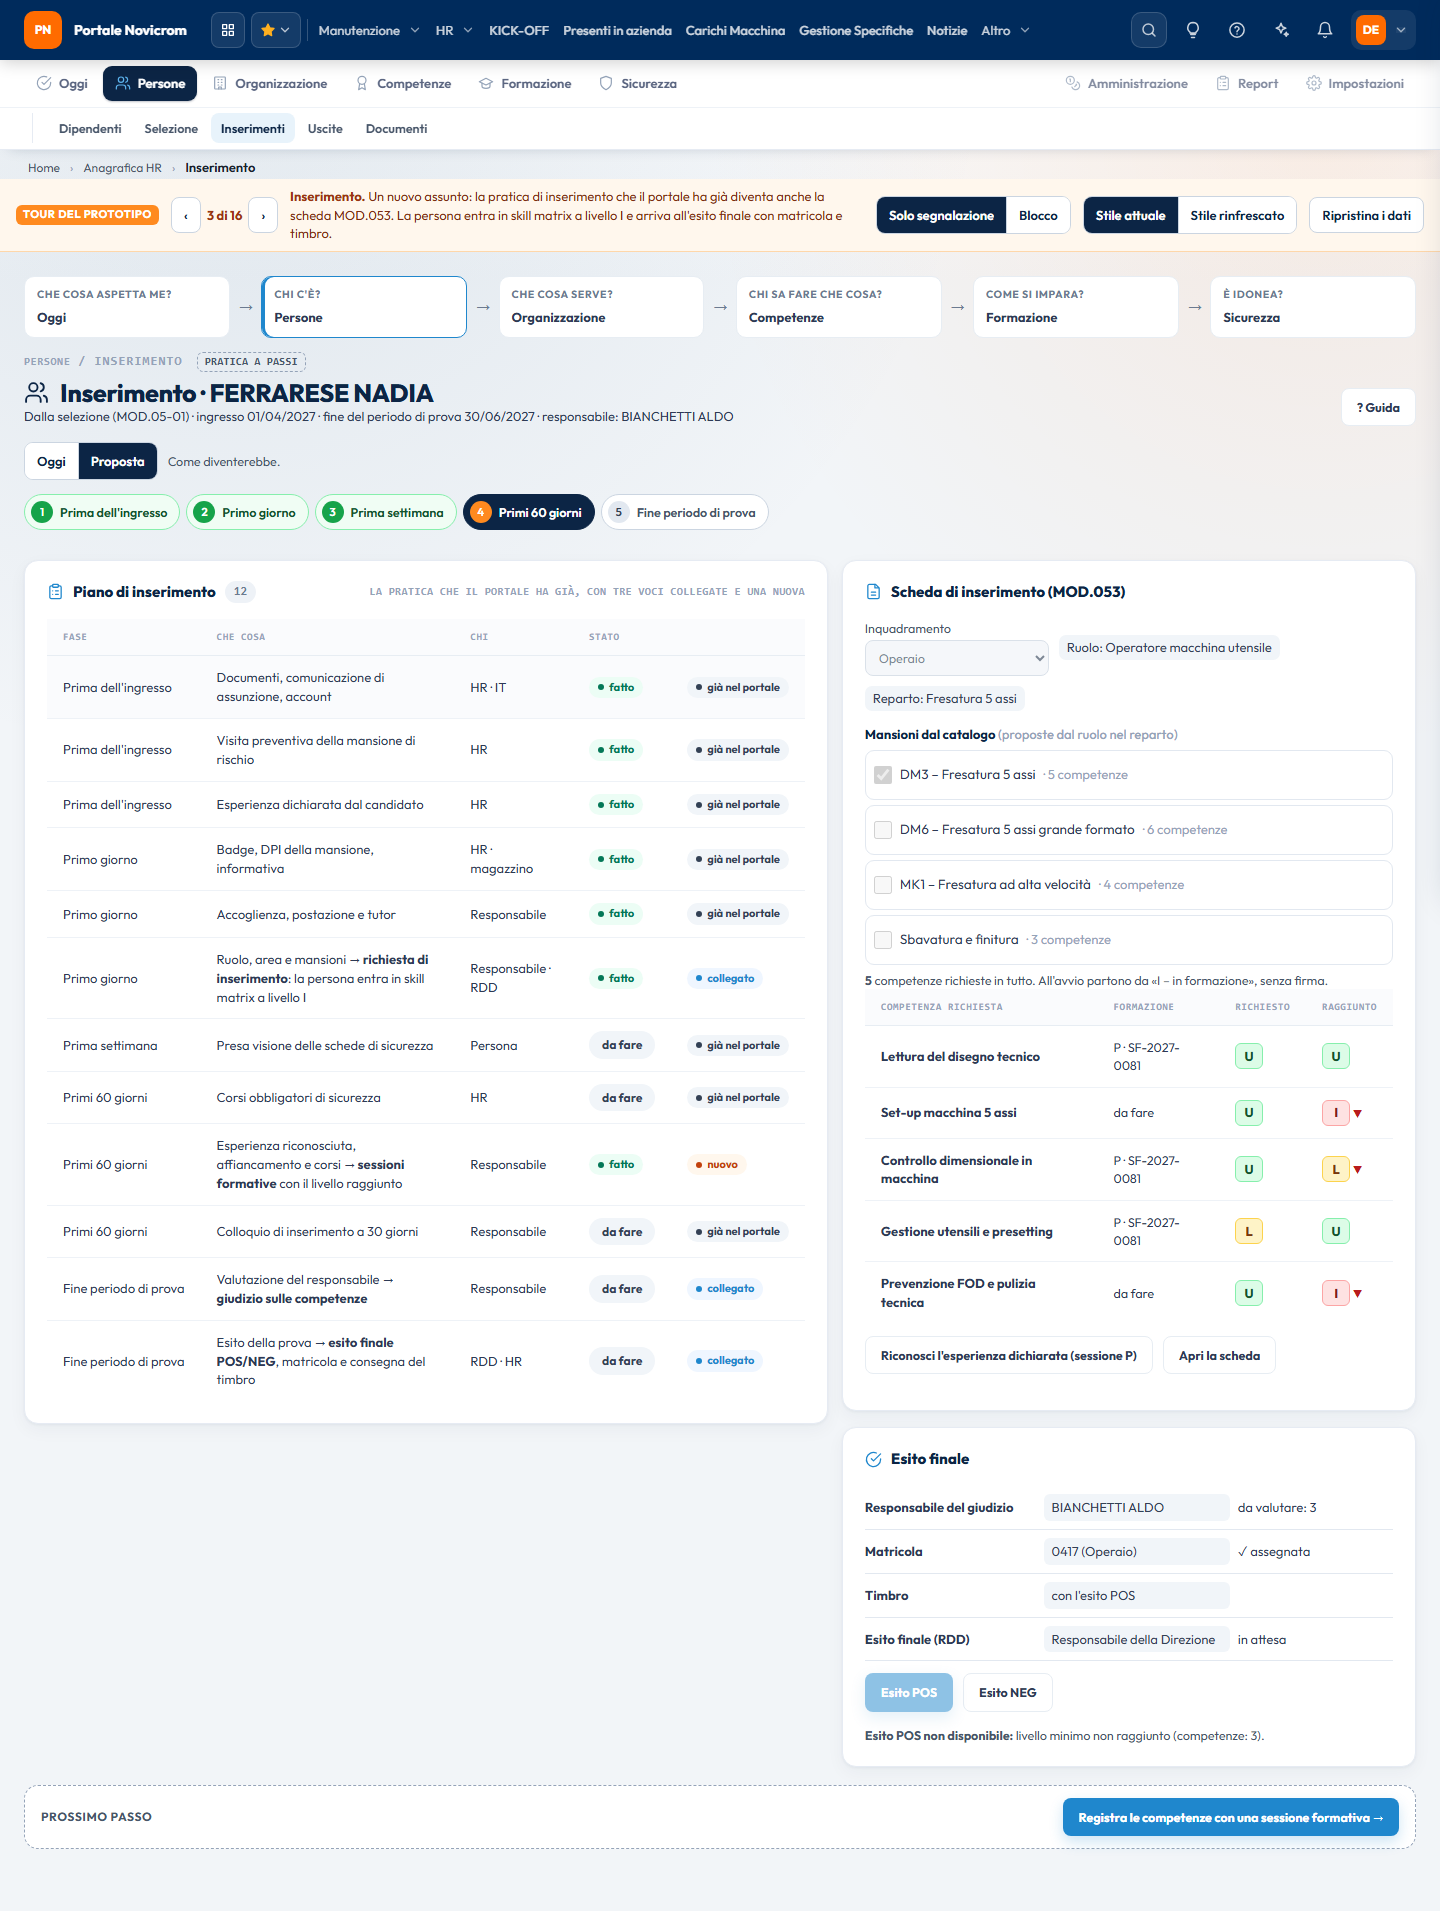 PN Portale Novicrom Manutenzione HR KICK-OFF Presenti in azienda Carichi Macchina Gestione Specifiche Notizie Altro DE
Oggi Persone Organizzazione Competenze Formazione Sicurezza Amministrazione Report Impostazioni
Dipendenti Selezione Inserimenti Uscite Documenti
Home › Anagrafica HR › Inserimento
TOUR DEL PROTOTIPO ‹ 3 di 16 ›
Inserimento. Un nuovo assunto: la pratica di inserimento che il portale ha già diventa anche la
scheda MOD.053. La persona entra in skill matrix a livello I e arriva all'esito finale con matricola e
timbro.
Solo segnalazione Blocco Stile attuale Stile rinfrescato Ripristina i dati
CHE COSA ASPETTA ME?
Oggi
→
CHI C'È?
Persone
→
CHE COSA SERVE?
Organizzazione
→
CHI SA FARE CHE COSA?
Competenze
→
COME SI IMPARA?
Formazione
→
È IDONEA?
Sicurezza
PERSONE / INSERIMENTO PRATICA A PASSI
Inserimento · FERRARESE NADIA
Dalla selezione (MOD.05-01) · ingresso 01/04/2027 · fine del periodo di prova 30/06/2027 · responsabile: BIANCHETTI ALDO
? Guida
Oggi Proposta Come diventerebbe.
1 Prima dell'ingresso 2 Primo giorno 3 Prima settimana 4 Primi 60 giorni 5 Fine periodo di prova
Piano di inserimento 12 LA PRATICA CHE IL PORTALE HA GIÀ, CON TRE VOCI COLLEGATE E UNA NUOVA
FASE CHE COSA CHI STATO
Prima dell'ingresso Documenti, comunicazione di
assunzione, account HR · IT fatto già nel portale
Prima dell'ingresso Visita preventiva della mansione di
rischio HR fatto già nel portale
Prima dell'ingresso Esperienza dichiarata dal candidato HR fatto già nel portale
Primo giorno Badge, DPI della mansione,
informativa HR ·
magazzino fatto già nel portale
Primo giorno Accoglienza, postazione e tutor Responsabile fatto già nel portale
Primo giorno Ruolo, area e mansioni → richiesta di
inserimento: la persona entra in skill
matrix a livello I Responsabile ·
RDD fatto collegato
Prima settimana Presa visione delle schede di sicurezza Persona da fare già nel portale
Primi 60 giorni Corsi obbligatori di sicurezza HR da fare già nel portale
Primi 60 giorni Esperienza riconosciuta,
affiancamento e corsi → sessioni
formative con il livello raggiunto Responsabile fatto nuovo
Primi 60 giorni Colloquio di inserimento a 30 giorni Responsabile da fare già nel portale
Fine periodo di prova Valutazione del responsabile →
giudizio sulle competenze Responsabile da fare collegato
Fine periodo di prova Esito della prova → esito finale
POS/NEG, matricola e consegna del
timbro RDD · HR da fare collegato
Scheda di inserimento (MOD.053)
Inquadramento
Operaio Ruolo: Operatore macchina utensile
Reparto: Fresatura 5 assi
Mansioni dal catalogo (proposte dal ruolo nel reparto)
DM3 – Fresatura 5 assi · 5 competenze
DM6 – Fresatura 5 assi grande formato · 6 competenze
MK1 – Fresatura ad alta velocità · 4 competenze
Sbavatura e finitura · 3 competenze
5 competenze richieste in tutto. All'avvio partono da «I – in formazione», senza firma.
COMPETENZA RICHIESTA FORMAZIONE RICHIESTO RAGGIUNTO
Lettura del disegno tecnico P · SF-2027-
0081 U U
Set-up macchina 5 assi da fare U I ▼
Controllo dimensionale in
macchina P · SF-2027-
0081 U L ▼
Gestione utensili e presetting P · SF-2027-
0081 L U
Prevenzione FOD e pulizia
tecnica da fare U I ▼
Riconosci l'esperienza dichiarata (sessione P) Apri la scheda
Esito finale
Responsabile del giudizio BIANCHETTI ALDO da valutare: 3
Matricola 0417 (Operaio) ✓ assegnata
Timbro con l'esito POS
Esito finale (RDD) Responsabile della Direzione in attesa
Esito POS Esito NEG
Esito POS non disponibile: livello minimo non raggiunto (competenze: 3).
PROSSIMO PASSO Registra le competenze con una sessione formativa →